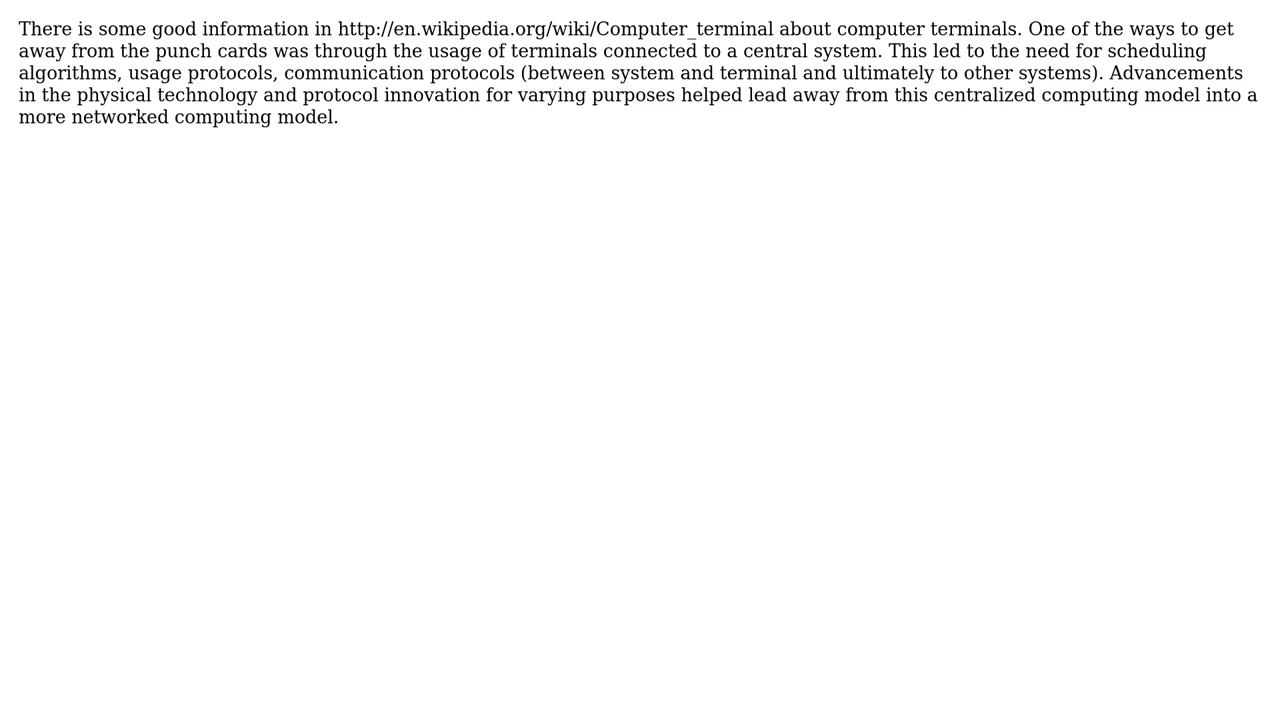 There is some good information in http://en.wikipedia.org/wiki/Computer_terminal about computer terminals. One of the ways to get
away from the punch cards was through the usage of terminals connected to a central system. This led to the need for scheduling
algorithms, usage protocols, communication protocols (between system and terminal and ultimately to other systems). Advancements
in the physical technology and protocol innovation for varying purposes helped lead away from this centralized computing model into a
more networked computing model.